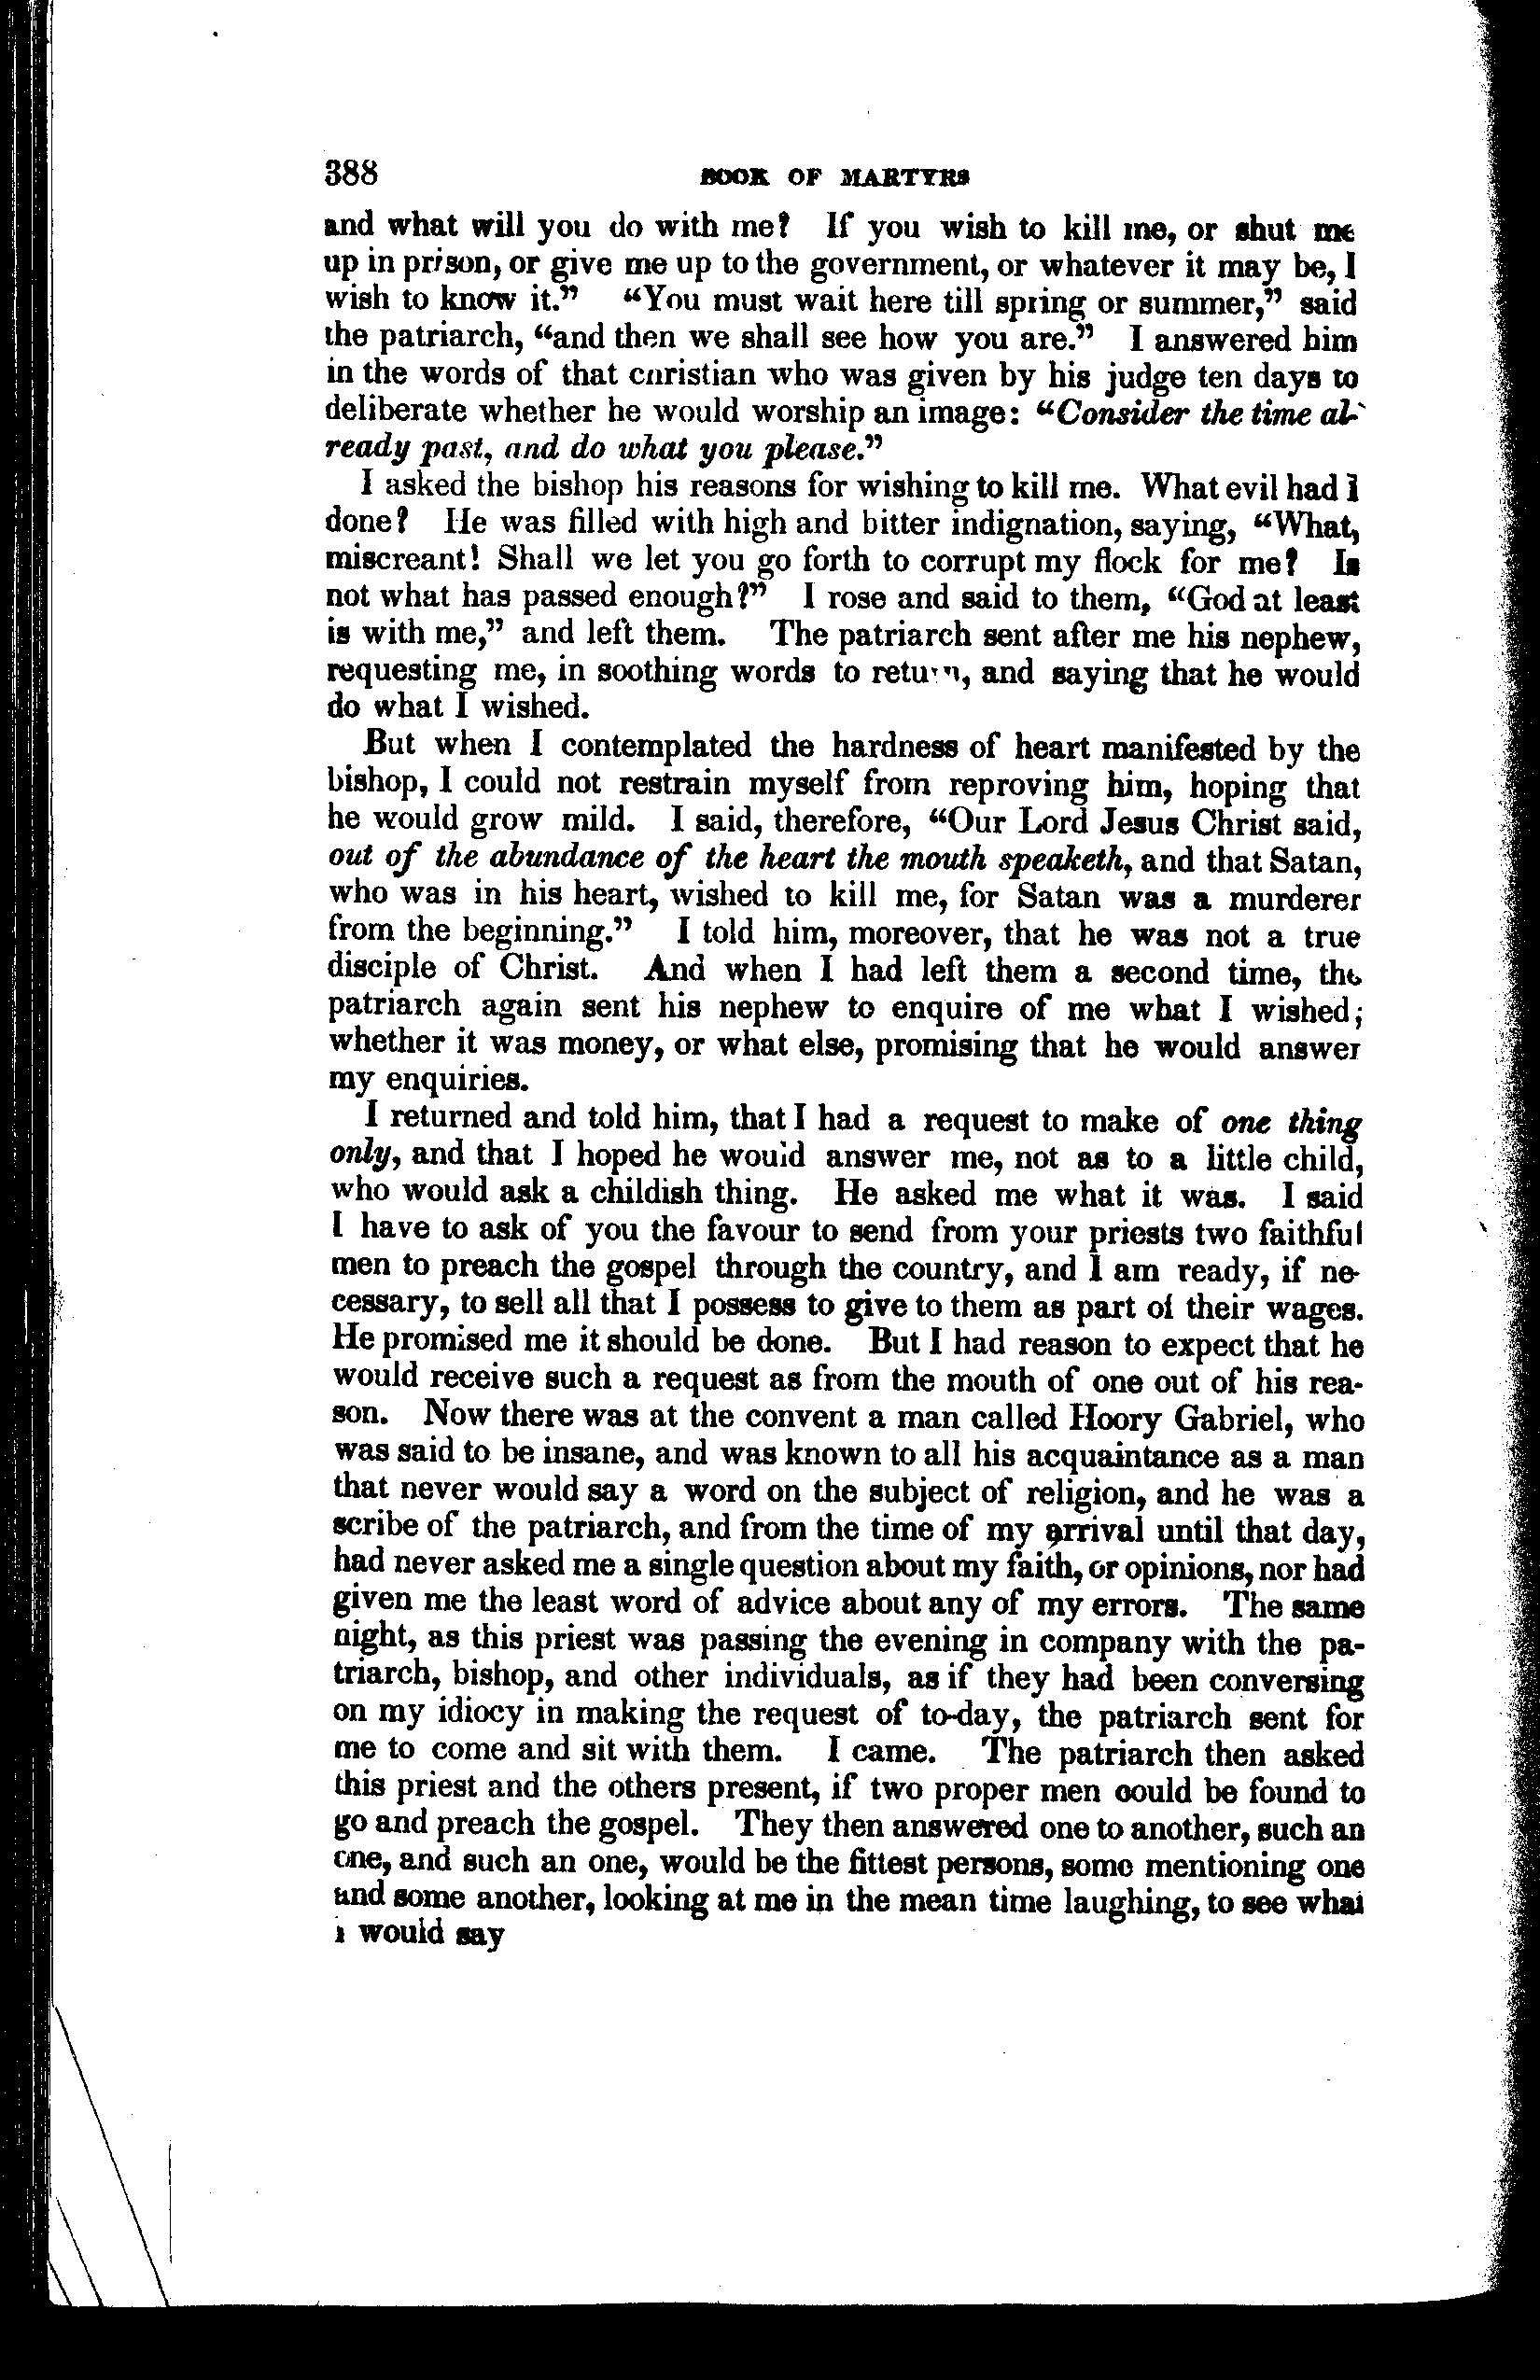 388 BOOK OF MARTYRS
and what will you do with me? If you wish to kill me, or shut me
up in prison, or give me up to the government, or whatever it may be, I
wish to know it.” “You must wait here till spring or summer,” said
the patriarch, “and then we shall see how you are.” I answered him
in the words of that christian who was given by his judge ten days to
deliberate whether he would worship an image: “Consider the time al-
ready past, and do what you please.”
I asked the bishop his reasons for wishing to kill me. What evil had I
done? He was filled with high and bitter indignation, saying, “What,
miscreant! Shall we let you go forth to corrupt my flock for me? Is
not what has passed enough?” I rose and said to them, “God at least
is with me,” and left them. The patriarch sent after me his nephew,
requesting me, in soothing words to return, and saying that he would
do what I wished.
But when I contemplated the hardness of heart manifested by the
bishop, I could not restrain myself from reproving him, hoping that
he would grow mild. I said, therefore, “Our Lord Jesus Christ said,
out of the abundance of the heart the mouth speaketh, and that Satan,
who was in his heart, wished to kill me, for Satan was a murderer
from the beginning.” I told him, moreover, that he was not a true
disciple of Christ. And when I had left them a second time, the
patriarch again sent his nephew to enquire of me what I wished;
whether it was money, or what else, promising that he would answer
my enquiries.
I returned and told him, that I had a request to make of one thing
only, and that I hoped he would answer me, not as to a little child,
who would ask a childish thing. He asked me what it was. I said
I have to ask of you the favour to send from your priests two faithful
men to preach the gospel through the country, and I am ready, if ne-
cessary, to sell all that I possess to give to them as part of their wages.
He promised me it should be done. But I had reason to expect that he
would receive such a request as from the mouth of one out of his rea-
son. Now there was at the convent a man called Hoory Gabriel, who
was said to be insane, and was known to all his acquaintance as a man
that never would say a word on the subject of religion, and he was a
scribe of the patriarch, and from the time of my arrival until that day,
had never asked me a single question about my faith, or opinions, nor had
given me the least word of advice about any of my errors. The same
night, as this priest was passing the evening in company with the pa-
triarch, bishop, and other individuals, as if they had been conversing
on my idiocy in making the request of to-day, the patriarch sent for
me to come and sit with them. I came. The patriarch then asked
this priest and the others present, if two proper men could be found to
go and preach the gospel. They then answered one to another, such an
one, and such an one, would be the fittest persons, some mentioning one
and some another, looking at me in the mean time laughing, to see what
I would say